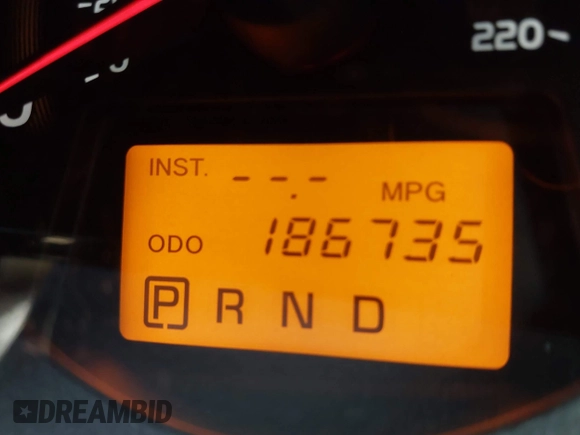 220
INST. --.- MPG
ODO 186735
P R N D
DREAMBID